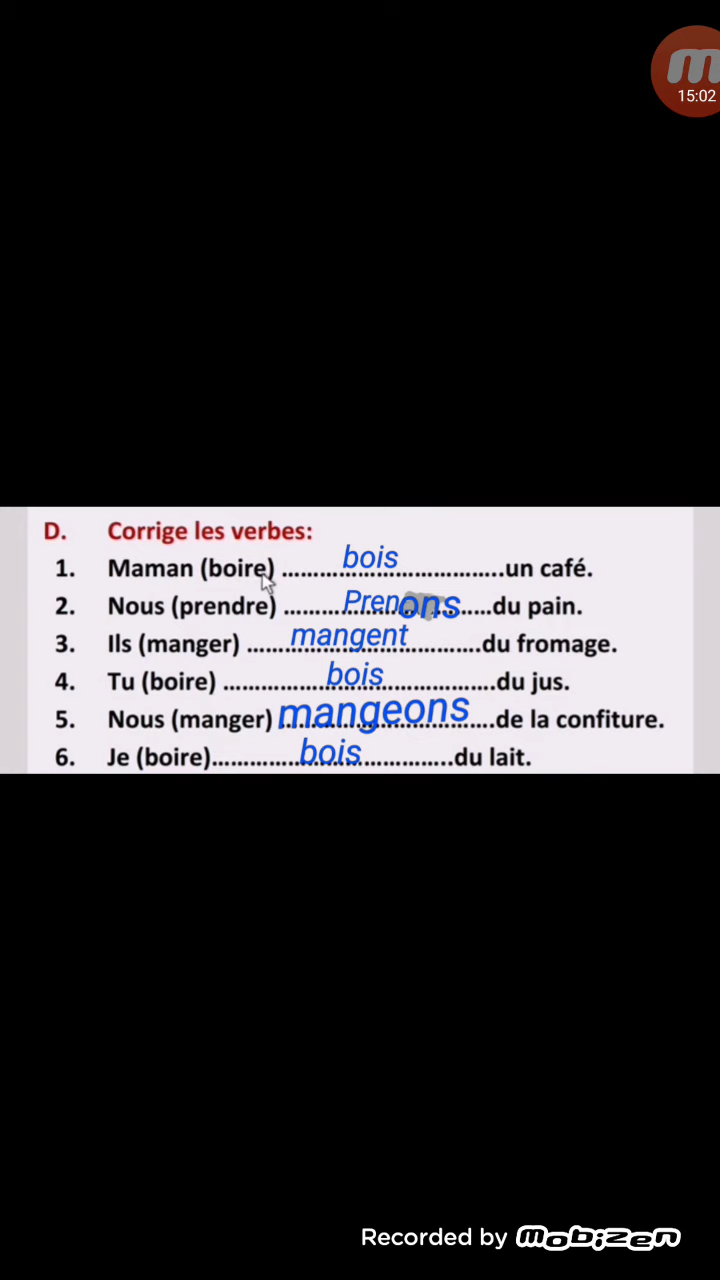 15:02
D. Corrige les verbes:
1. Maman (boire) ........bois........un café.
2. Nous (prendre) ........Prenons........du pain.
3. Ils (manger) ........mangent........du fromage.
4. Tu (boire) ........bois........du jus.
5. Nous (manger) mangeons........de la confiture.
6. Je (boire)........bois........du lait.
Recorded by mobizen